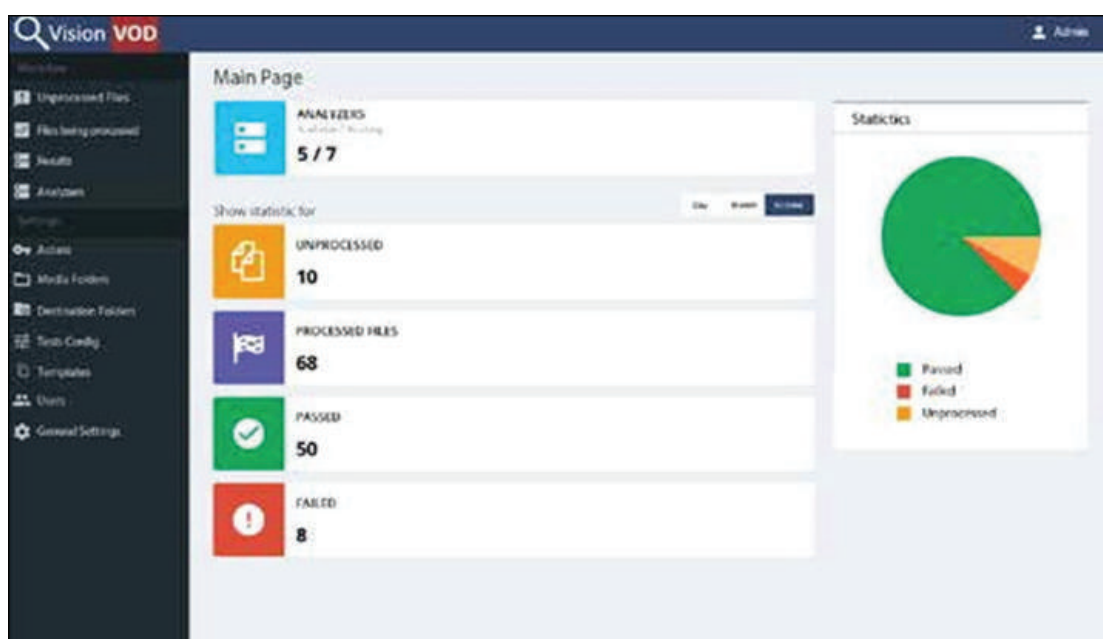 Vision VOD
Admin
Unprocessed Files
Files being processed
Results
Analyzers
Settings
Access
Media Folders
Destination Folders
Tests Config
Templates
Users
General Settings
Main Page
ANALYZERS
5 / 7
Show statistic for
Day
UNPROCESSED
10
PROCESSED FILES
68
PASSED
50
FAILED
8
Statictics
Passed
Failed
Unprocessed